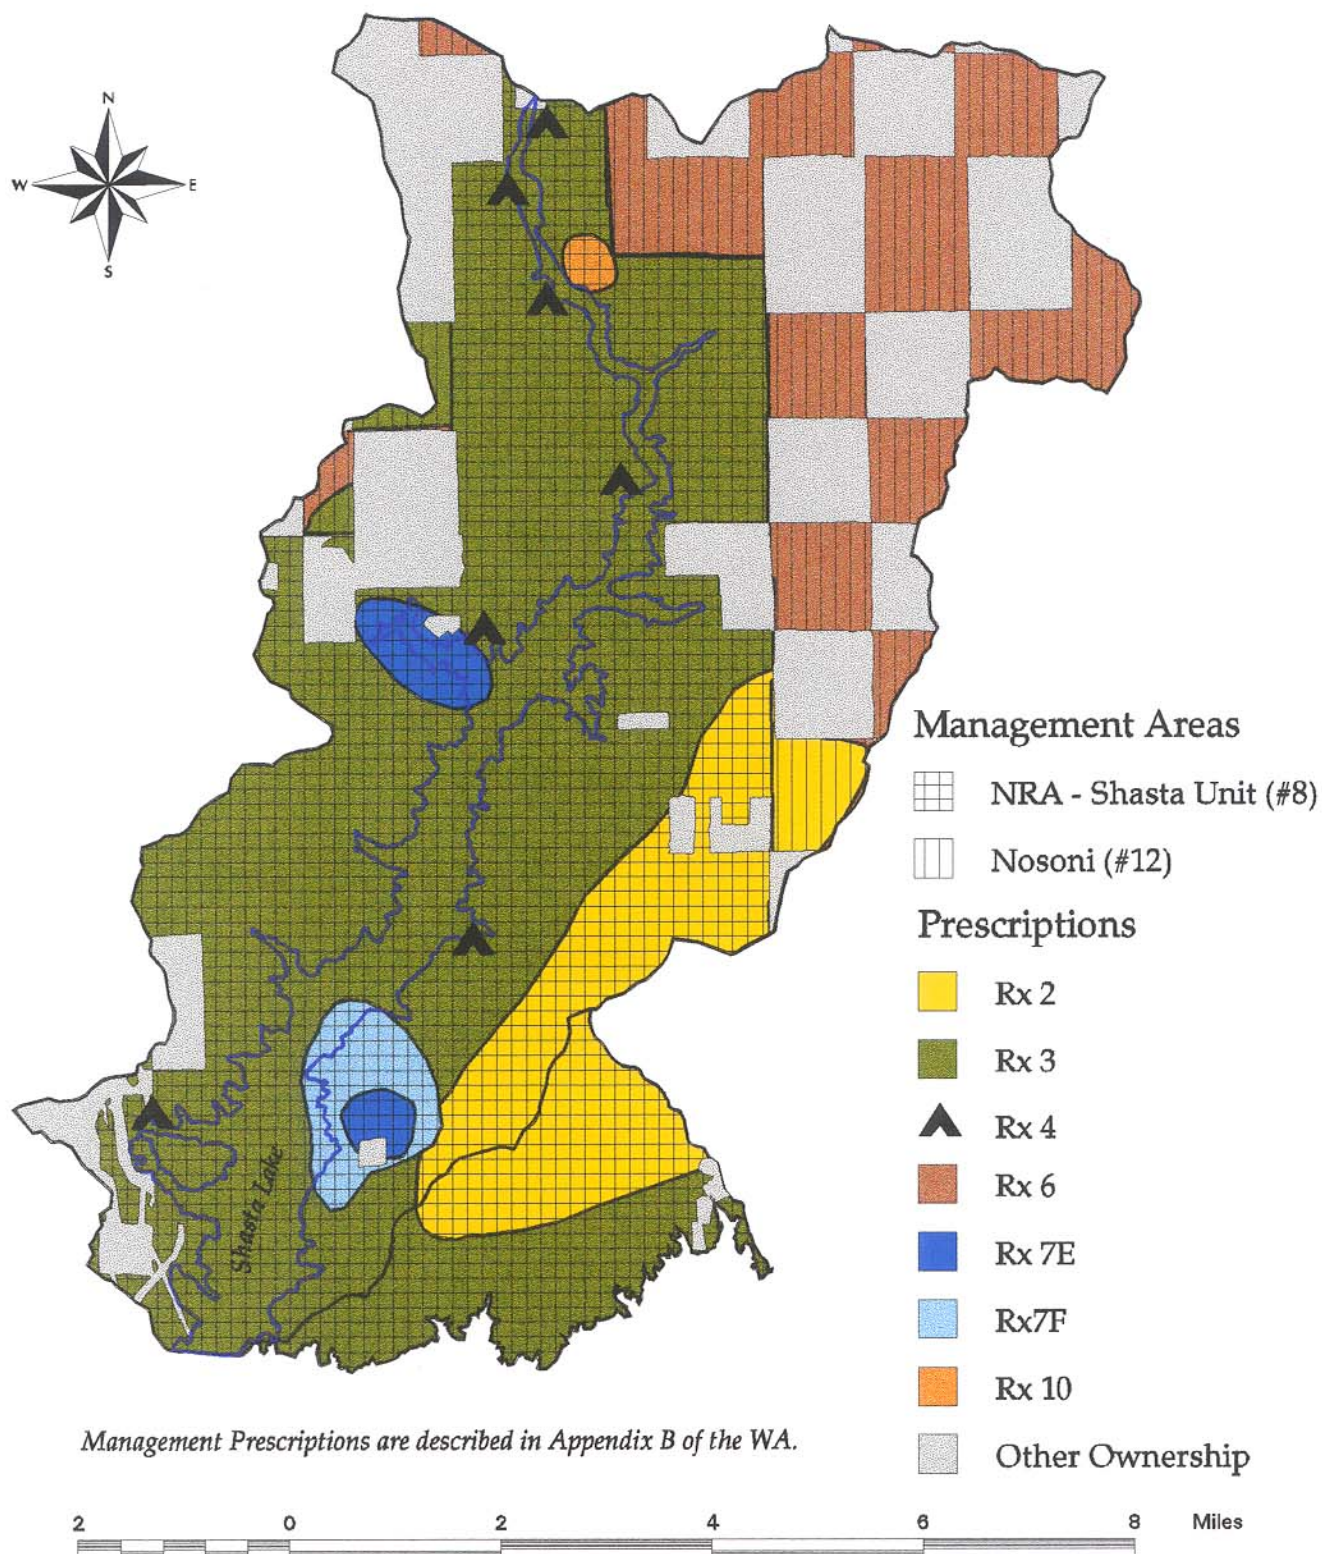 N
W E
S
Shasta Lake
Management Areas
NRA - Shasta Unit (#8)
Nosoni (#12)
Prescriptions
Rx 2
Rx 3
Rx 4
Rx 6
Rx 7E
Rx7F
Rx 10
Other Ownership
Management Prescriptions are described in Appendix B of the WA.
2 0 2 4 6 8 Miles